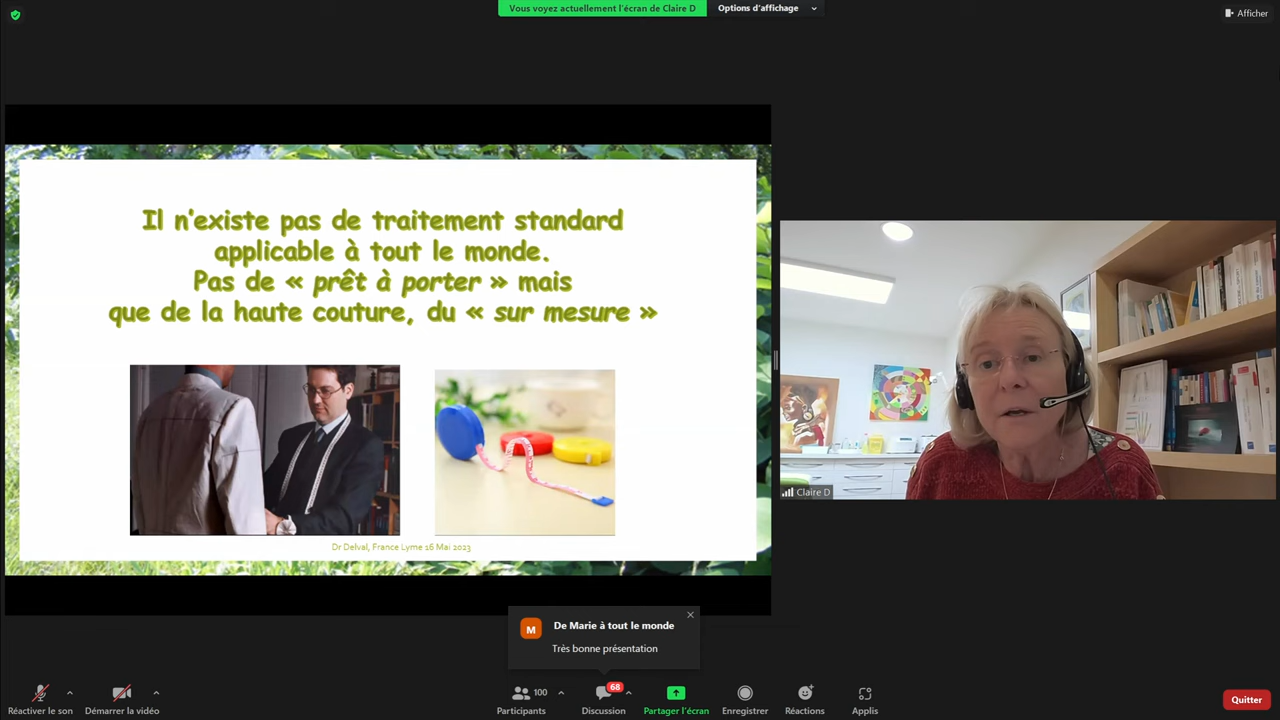 Vous voyez actuellement l'écran de Claire D
Options d'affichage
Afficher
Il n'existe pas de traitement standard
applicable à tout le monde.
Pas de « prêt à porter » mais
que de la haute couture, du « sur mesure »
Dr Delval, France Lyme 16 Mai 2023
Claire D
M
De Marie à tout le monde
Très bonne présentation
Réactiver le son
Démarrer la vidéo
100
Participants
68
Discussion
Partager l'écran
Enregistrer
Réactions
Applis
Quitter